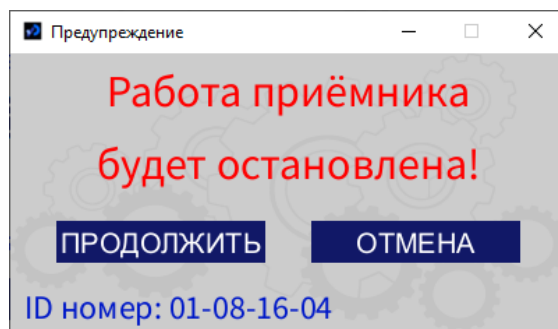 Предупреждение
Работа приёмника
будет остановлена!
ПРОДОЛЖИТЬ
ОТМЕНА
ID номер: 01-08-16-04